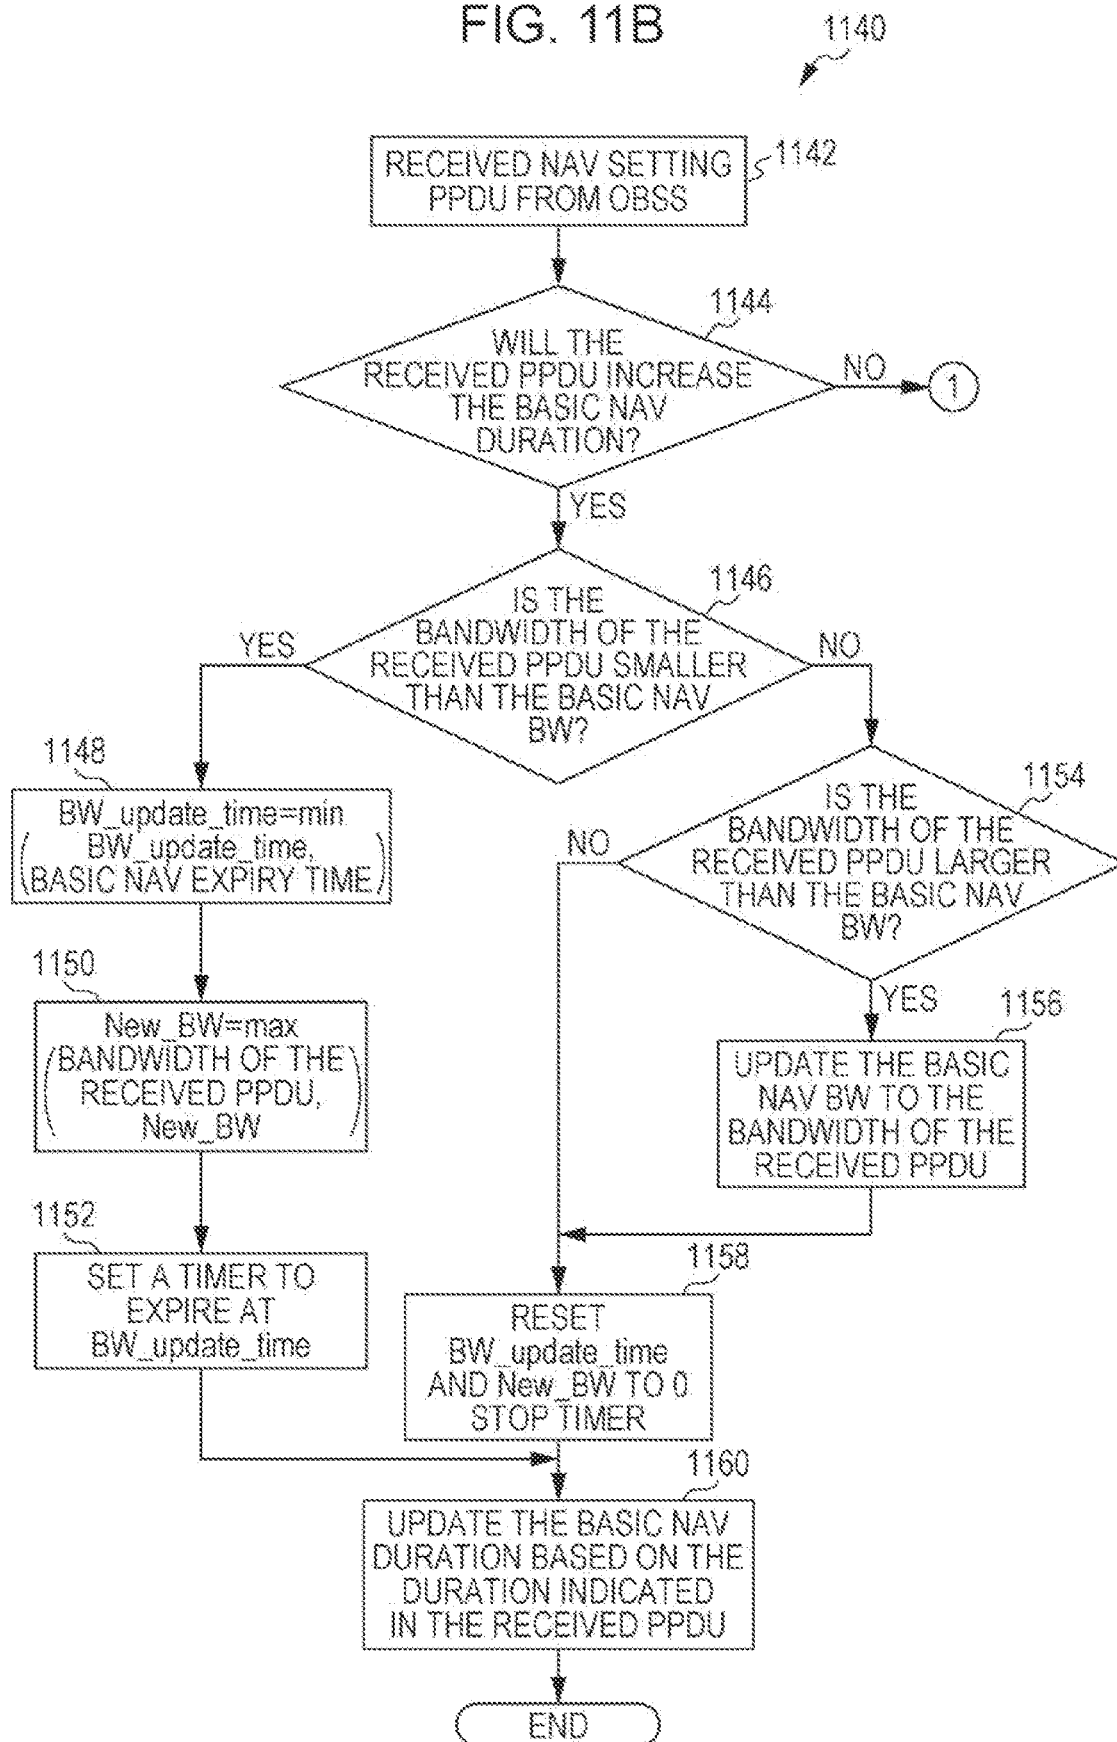 FIG. 11B
1140
RECEIVED NAV SETTING
PPDU FROM OBSS
1142
1144
WILL THE
RECEIVED PPDU INCREASE
THE BASIC NAV
DURATION?
NO
1
YES
1146
IS THE
BANDWIDTH OF THE
RECEIVED PPDU SMALLER
THAN THE BASIC NAV
BW?
YES
NO
1148
BW_update_time=min
(BW_update_time,
BASIC NAV EXPIRY TIME)
1154
IS THE
BANDWIDTH OF THE
RECEIVED PPDU LARGER
THAN THE BASIC NAV
BW?
NO
YES
1150
New_BW=max
(BANDWIDTH OF THE
RECEIVED PPDU,
New_BW)
1156
UPDATE THE BASIC
NAV BW TO THE
BANDWIDTH OF THE
RECEIVED PPDU
1152
SET A TIMER TO
EXPIRE AT
BW_update_time
1158
RESET
BW_update_time
AND New_BW TO 0
STOP TIMER
1160
UPDATE THE BASIC NAV
DURATION BASED ON THE
DURATION INDICATED
IN THE RECEIVED PPDU
END